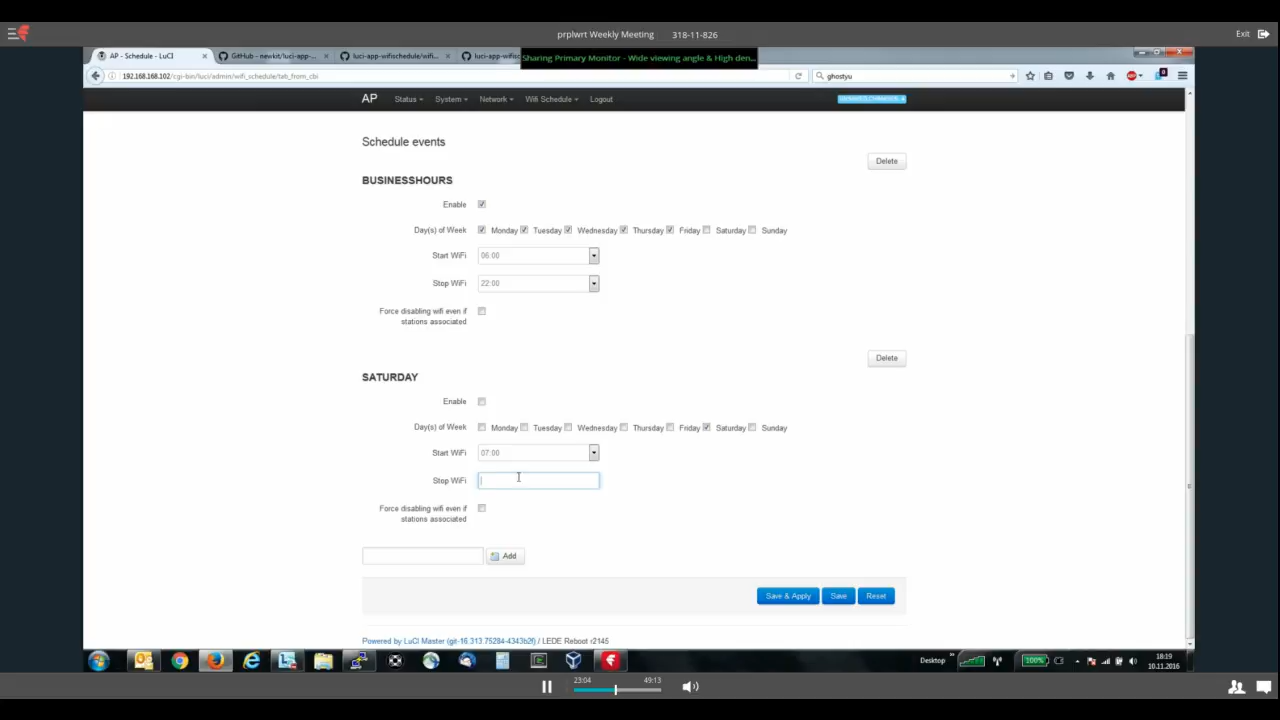 prplwrt Weekly Meeting 318-11-826
Exit
AP - Schedule - LuCI
GitHub - newkit/luci-app-...
luci-app-wifischedule/wifi...
luci-app-wifisc
Sharing Primary Monitor - Wide viewing angle & High den...
192.168.168.102/cgi-bin/luci/admin/wifi_schedule/tab_from_cbi
ghostyu
AP Status System Network Wifi Schedule Logout
Schedule events
Delete
BUSINESSHOURS
Enable
Day(s) of Week Monday Tuesday Wednesday Thursday Friday Saturday Sunday
Start WiFi 06:00
Stop WiFi 22:00
Force disabling wifi even if
stations associated
Delete
SATURDAY
Enable
Day(s) of Week Monday Tuesday Wednesday Thursday Friday Saturday Sunday
Start WiFi 07:00
Stop WiFi
Force disabling wifi even if
stations associated
Add
Save & Apply Save Reset
Powered by LuCI Master (git-16.313.75284-4343b2f) / LEDE Reboot r2145
Desktop 100% 18:19
10.11.2016
23:04 49:13